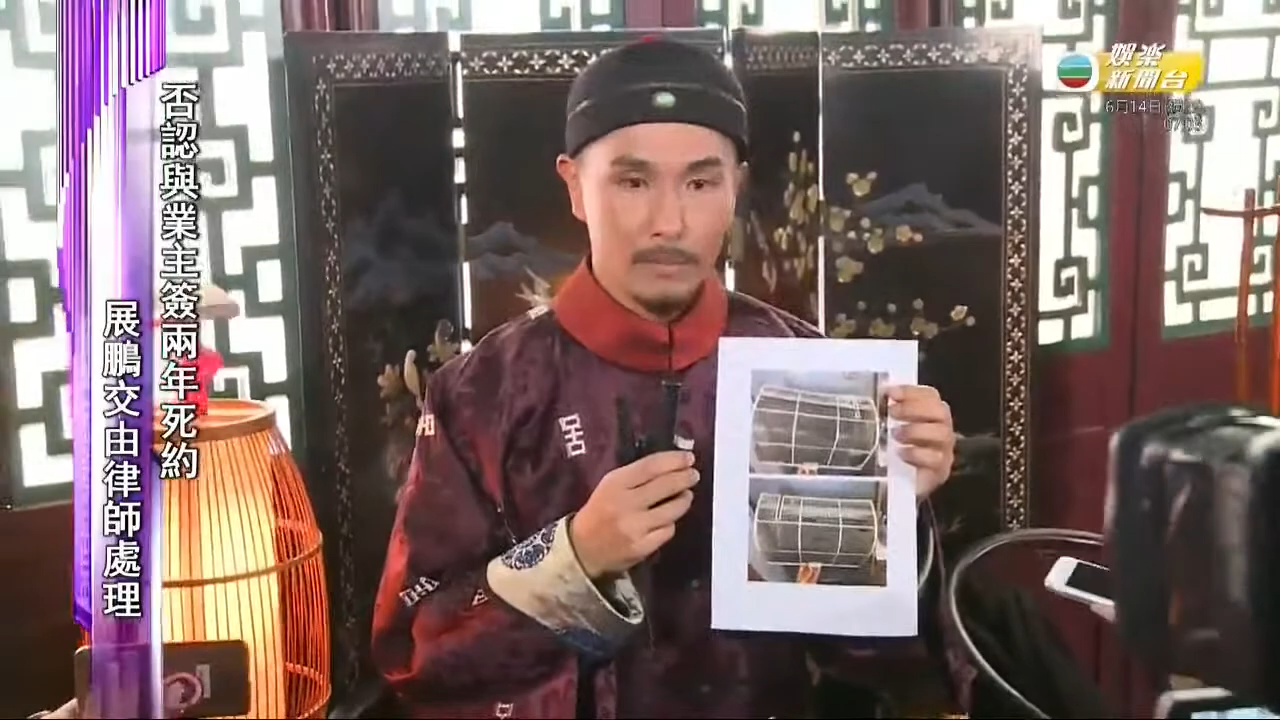 否認與業主簽兩年死約
展鵬交由律師處理
娛樂
新聞台
6月14日